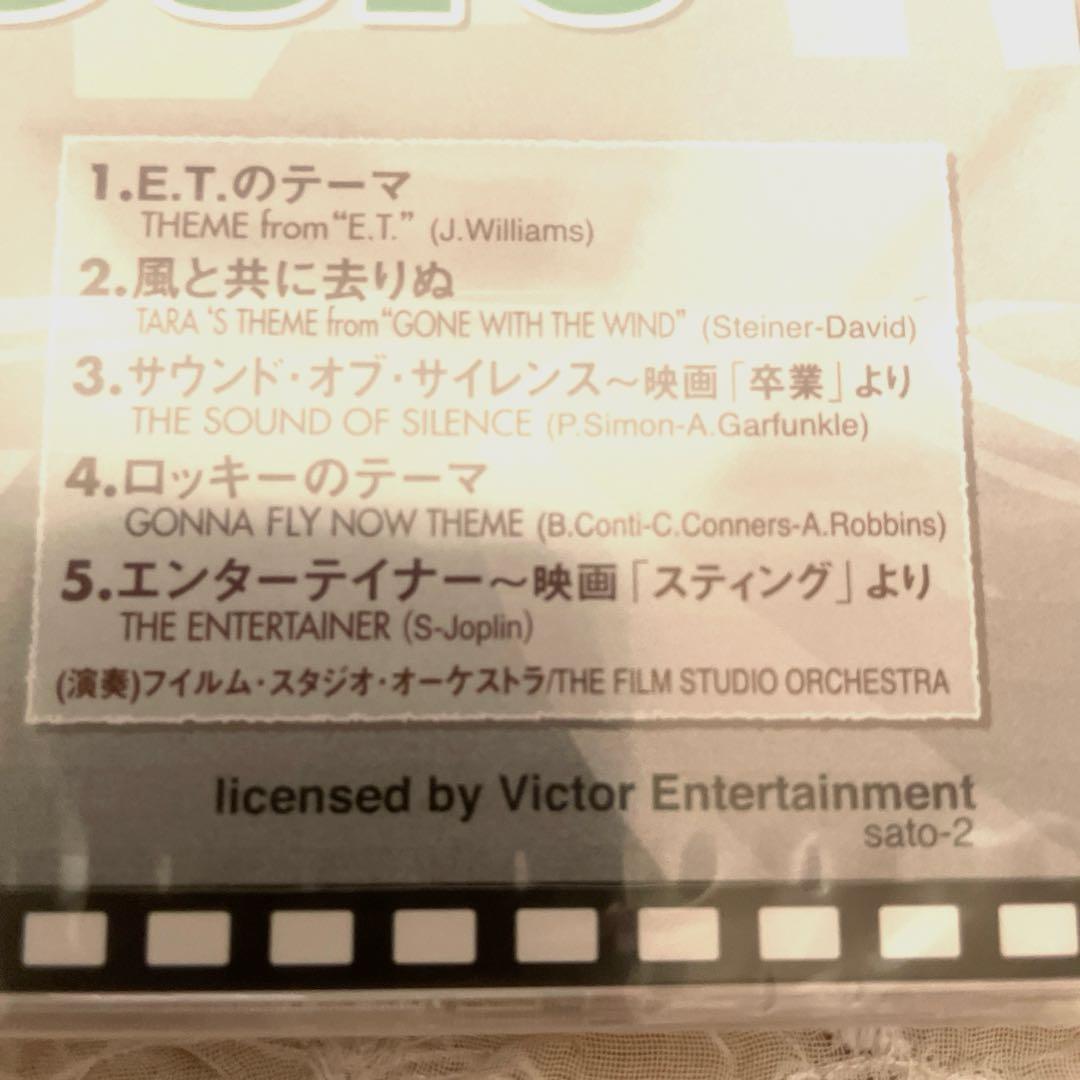 1.E.T.のテーマ
THEME from“E.T.” (J.Williams)
2.風と共に去りぬ
TARA ‘S THEME from“GONE WITH THE WIND” (Steiner-David)
3.サウンド・オブ・サイレンス～映画「卒業」より
THE SOUND OF SILENCE (P.Simon-A.Garfunkle)
4.ロッキーのテーマ
GONNA FLY NOW THEME (B.Conti-C.Conners-A.Robbins)
5.エンターテイナー～映画「スティング」より
THE ENTERTAINER (S-Joplin)
(演奏)フイルム・スタジオ・オーケストラ/THE FILM STUDIO ORCHESTRA
licensed by Victor Entertainment
sato-2